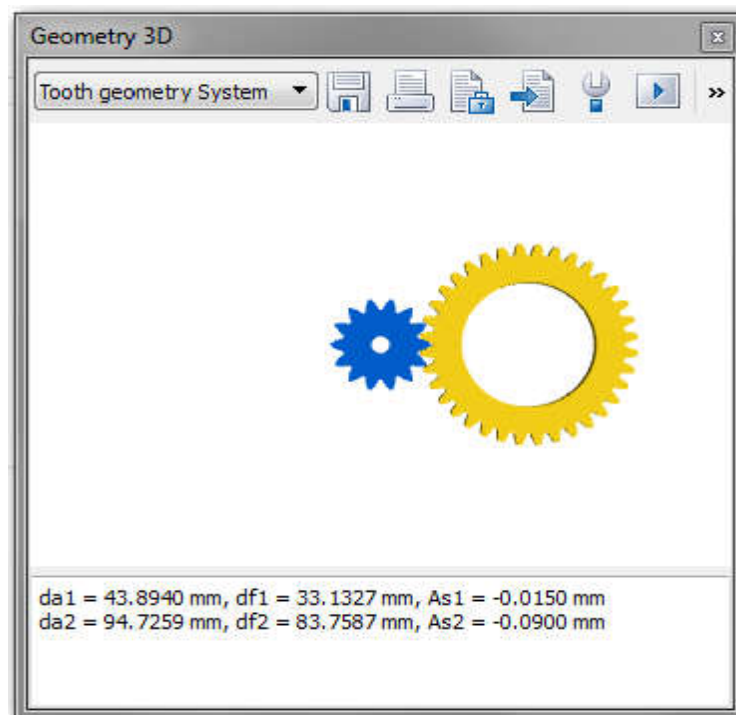 Geometry 3D
Tooth geometry System
da1 = 43.8940 mm, df1 = 33.1327 mm, As1 = -0.0150 mm
da2 = 94.7259 mm, df2 = 83.7587 mm, As2 = -0.0900 mm